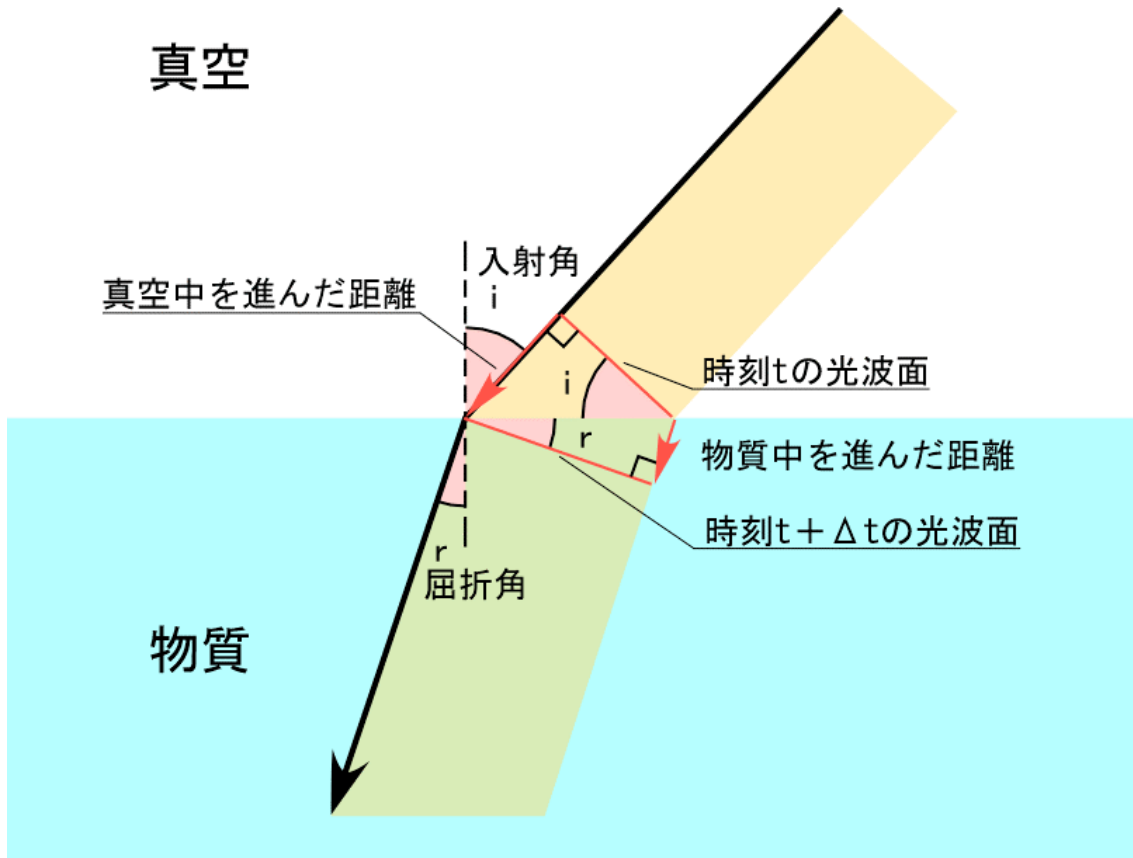 真空
入射角
i
真空中を進んだ距離
時刻tの光波面
i
r
物質中を進んだ距離
時刻t+Δtの光波面
r
屈折角
物質